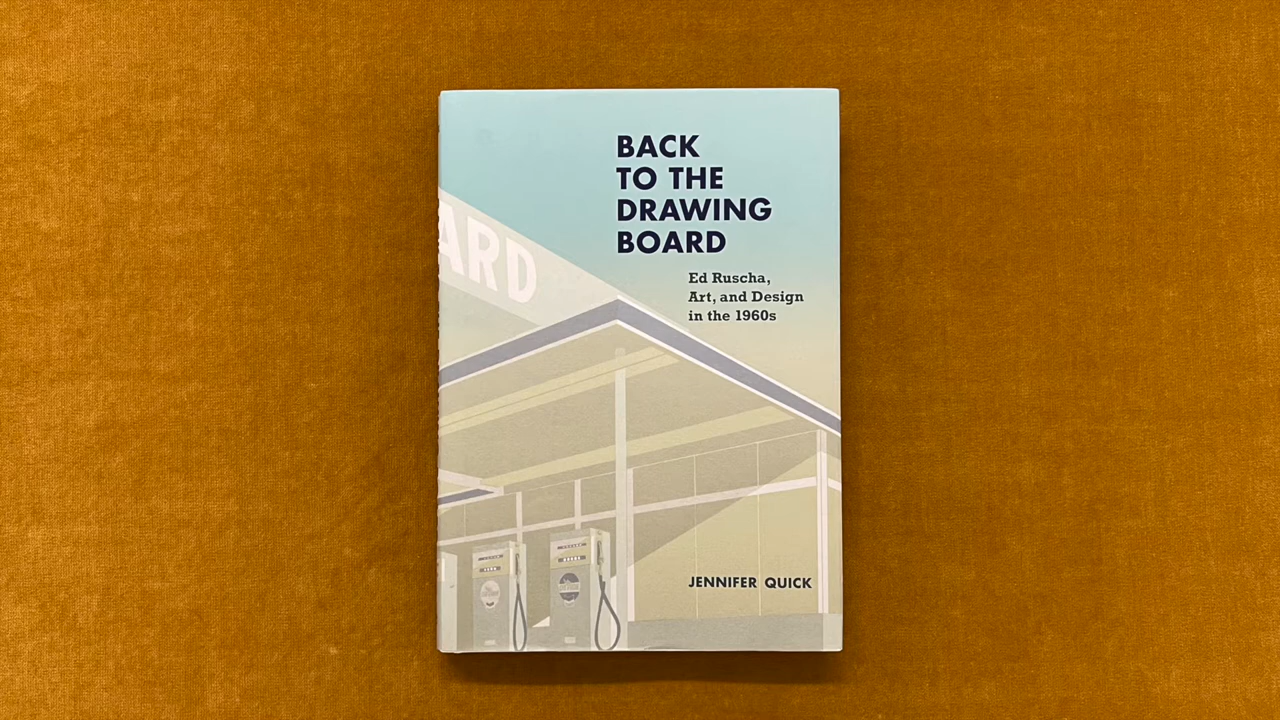 BACK
TO THE
DRAWING
BOARD
Ed Ruscha,
Art, and Design
in the 1960s
ARD
JENNIFER QUICK